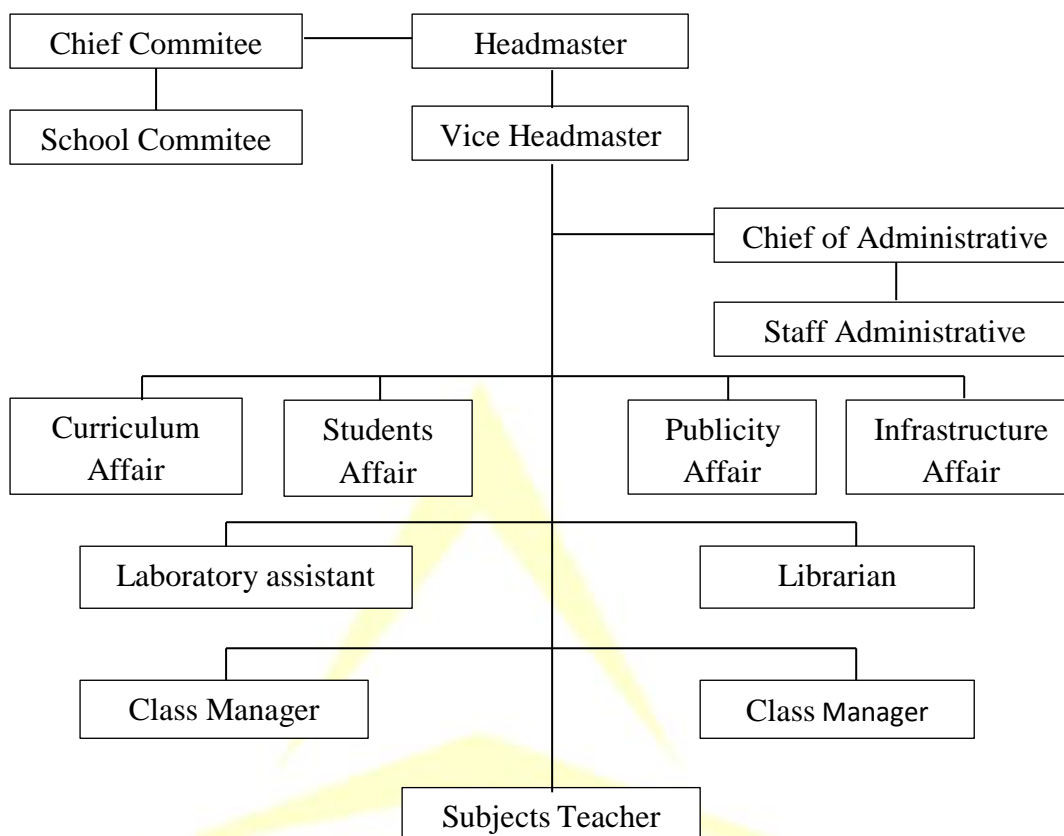 Chief Commitee
Headmaster
School Commitee
Vice Headmaster
Chief of Administrative
Staff Administrative
Curriculum
Affair
Students
Affair
Publicity
Affair
Infrastructure
Affair
Laboratory assistant
Librarian
Class Manager
Class Manager
Subjects Teacher